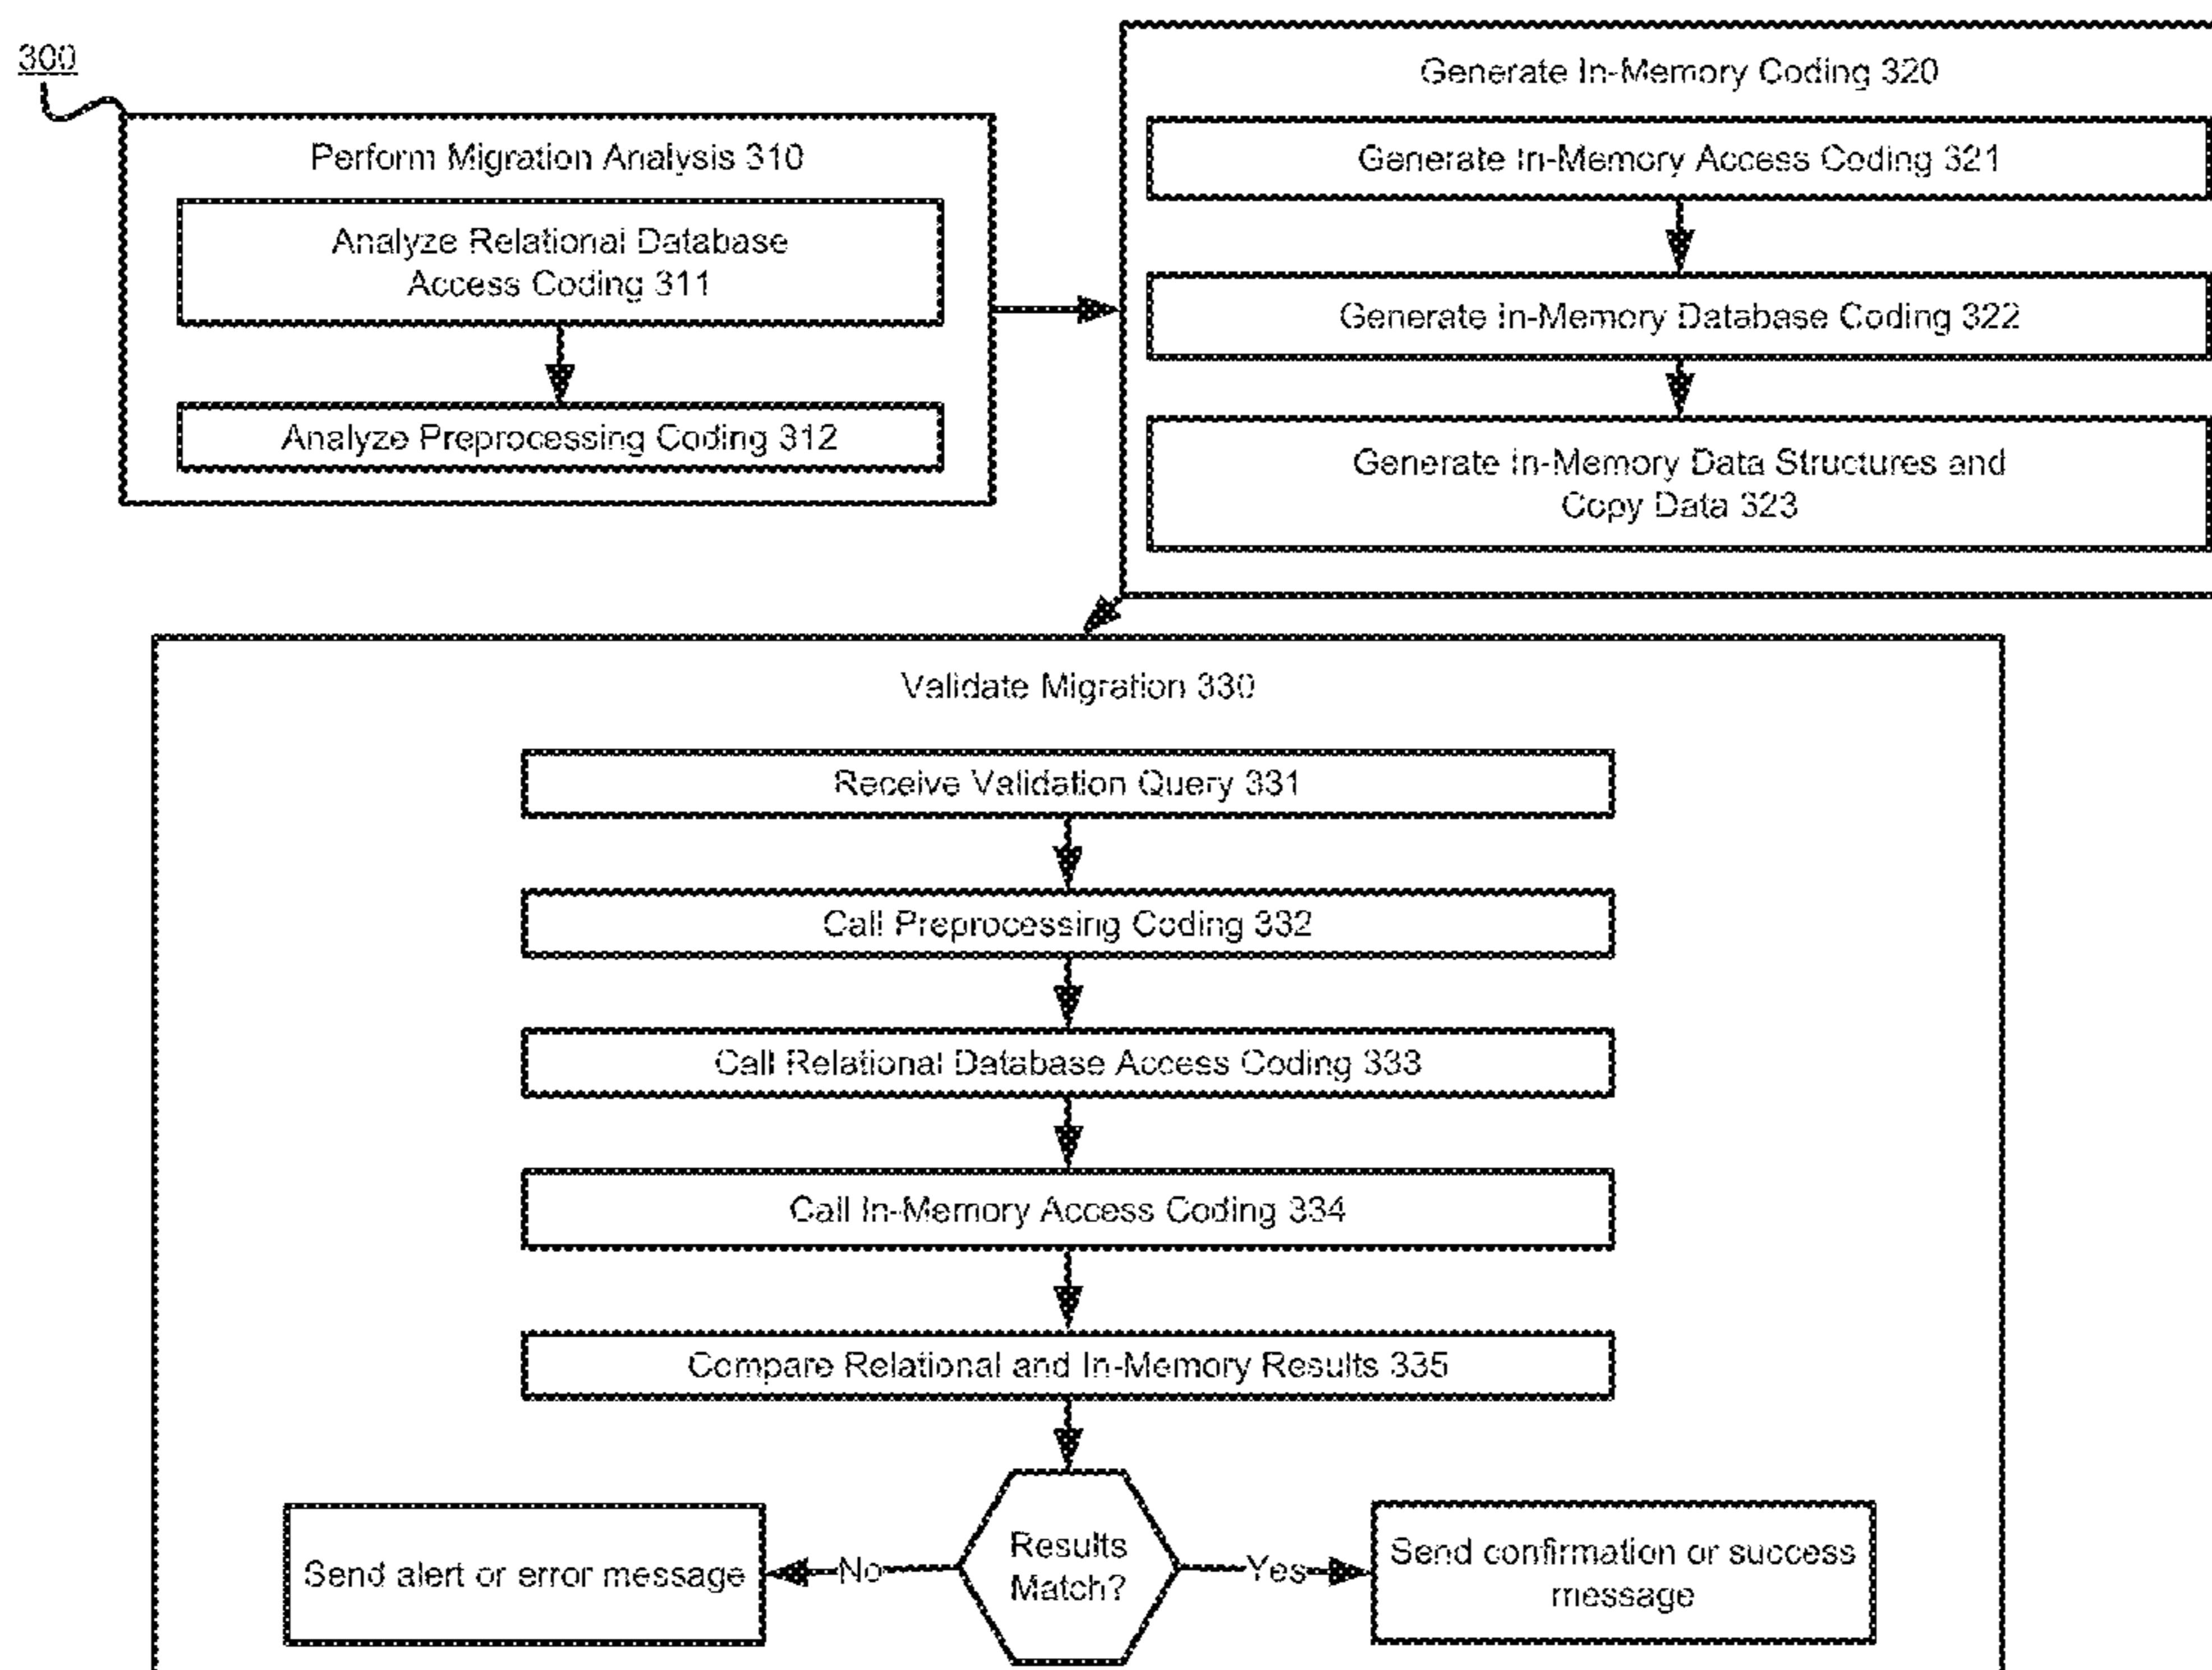 300
Perform Migration Analysis 310
Analyze Relational Database
Access Coding 311
Analyze Preprocessing Coding 312
Generate In-Memory Coding 320
Generate In-Memory Access Coding 321
Generate In-Memory Database Coding 322
Generate In-Memory Data Structures and
Copy Data 323
Validate Migration 330
Receive Validation Query 331
Call Preprocessing Coding 332
Call Relational Database Access Coding 333
Call In-Memory Access Coding 334
Compare Relational and In-Memory Results 335
Results
Match?
No
Send alert or error message
Yes
Send confirmation or success
message